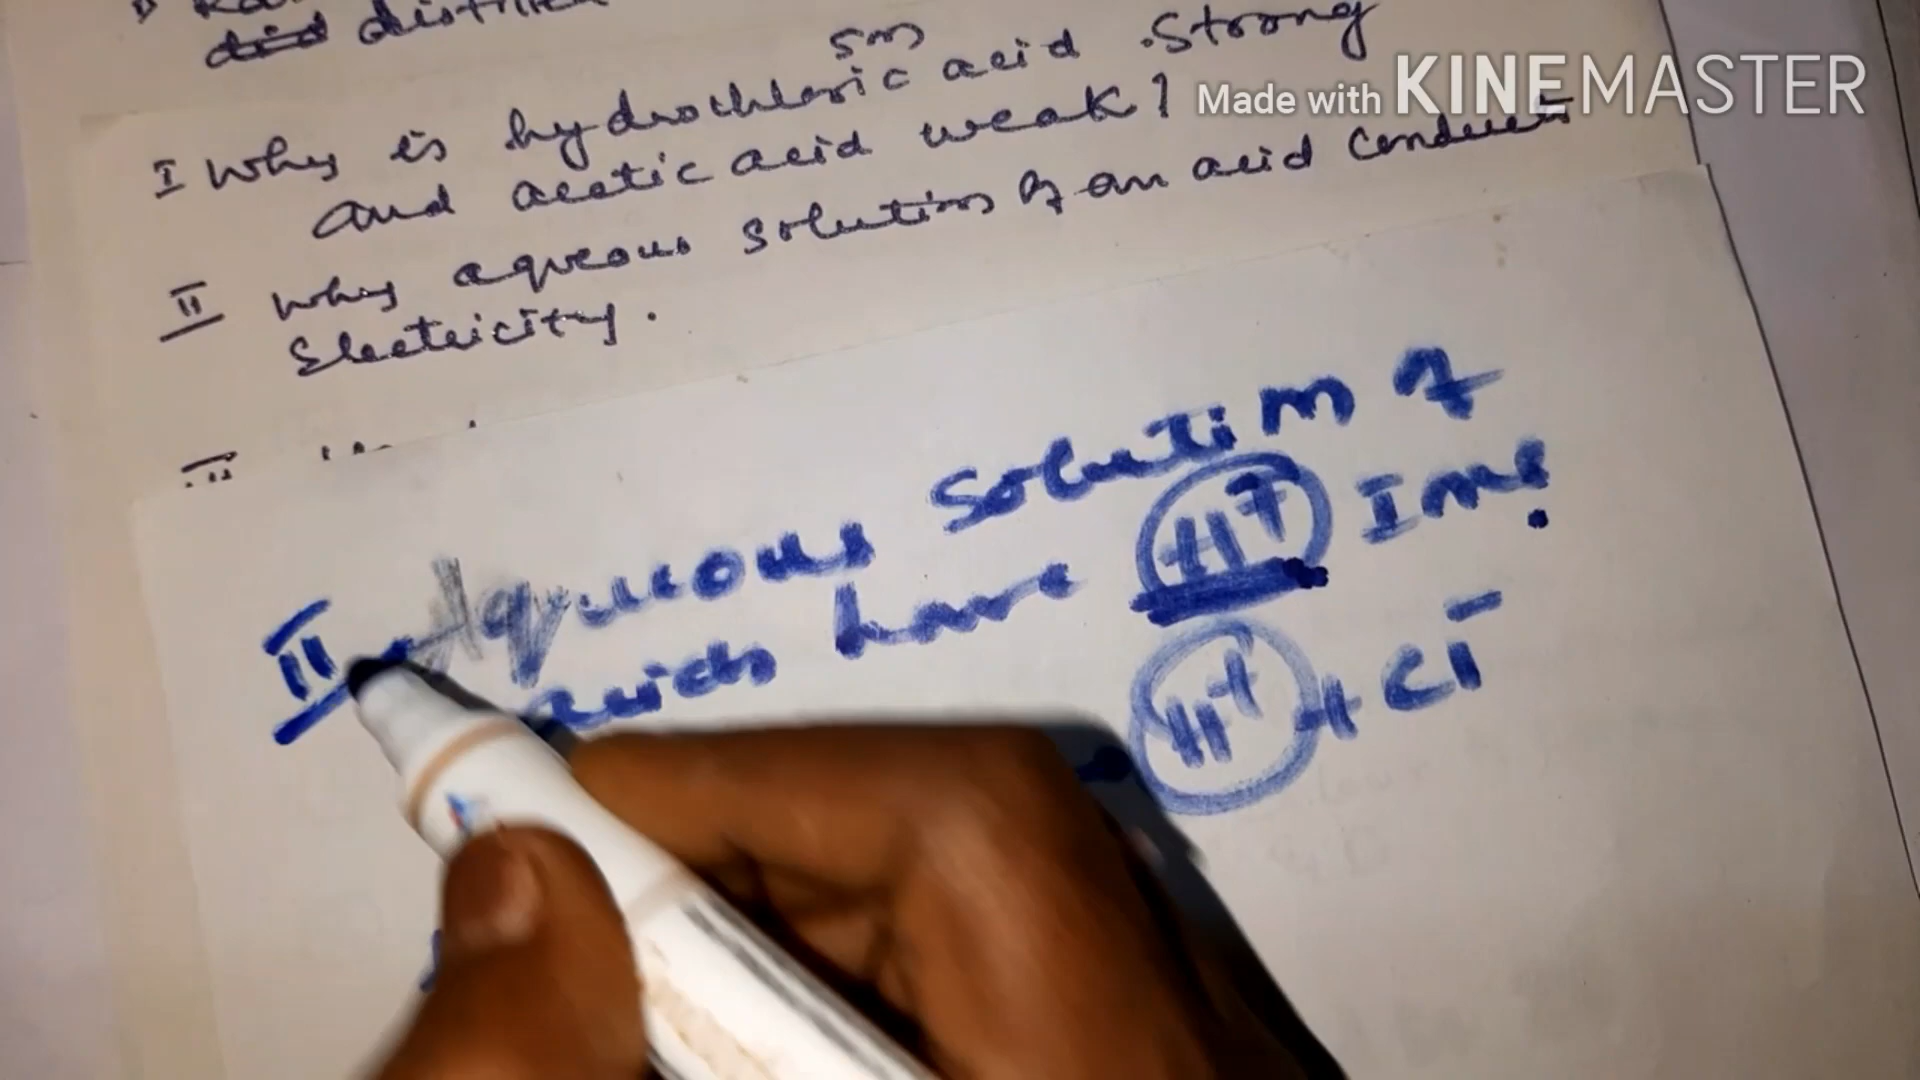 did distilled
5m
I Why is hydrochloric acid Strong
and acetic acid weak?
II Why aqueous solution of an acid conducts
Electricity.
II Aqueous Solution of
acids have H+ Ions.
H+ + Cl-
Made with KINEMASTER